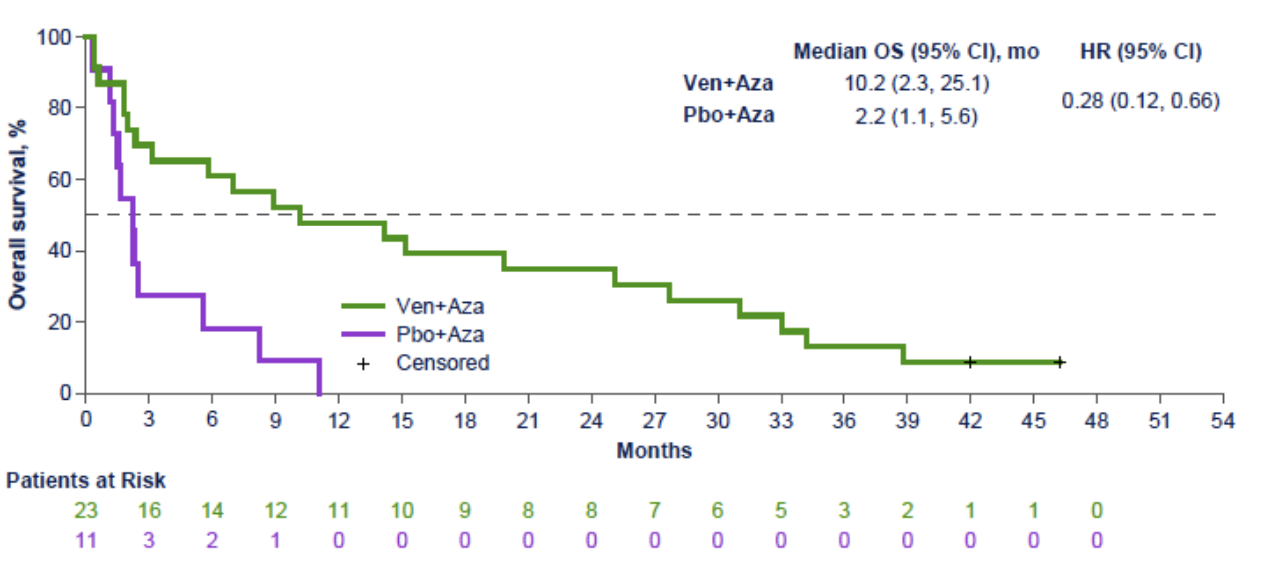 Median OS (95% CI), mo HR (95% CI)
Ven+Aza 10.2 (2.3, 25.1)
0.28 (0.12, 0.66)
Pbo+Aza 2.2 (1.1, 5.6)
Overall survival, %
100
80
60
40
20
0
Ven+Aza
Pbo+Aza
+ Censored
0 3 6 9 12 15 18 21 24 27 30 33 36 39 42 45 48 51 54
Months
Patients at Risk
23 16 14 12 11 10 9 8 8 7 6 5 3 2 1 1 0
11 3 2 1 0 0 0 0 0 0 0 0 0 0 0 0 0